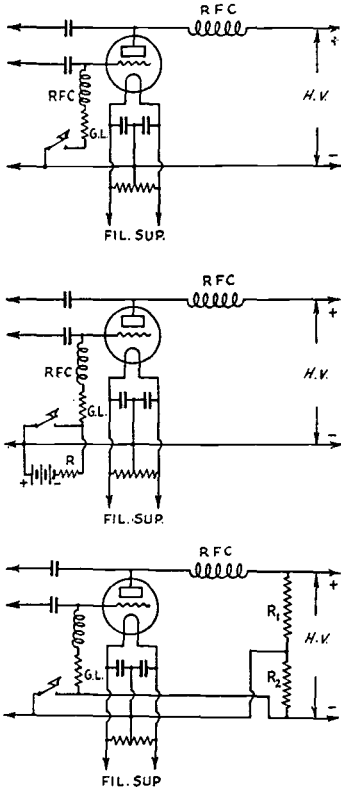 RFC
+
RFC
H.V.
G.L.
−
FIL. SUP.
RFC
+
RFC
H.V.
G.L.
−
R
+ −
FIL. SUP.
RFC
+
R1
H.V.
G.L.
R2
−
FIL. SUP